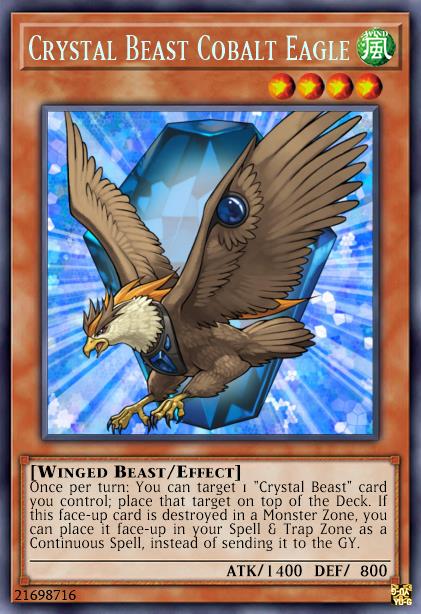 CRYSTAL BEAST COBALT EAGLE
WIND
風
[WINGED BEAST/EFFECT]
Once per turn: You can target 1 "Crystal Beast" card
you control; place that target on top of the Deck. If
this face-up card is destroyed in a Monster Zone, you
can place it face-up in your Spell & Trap Zone as a
Continuous Spell, instead of sending it to the GY.
ATK/1400 DEF/ 800
21698716